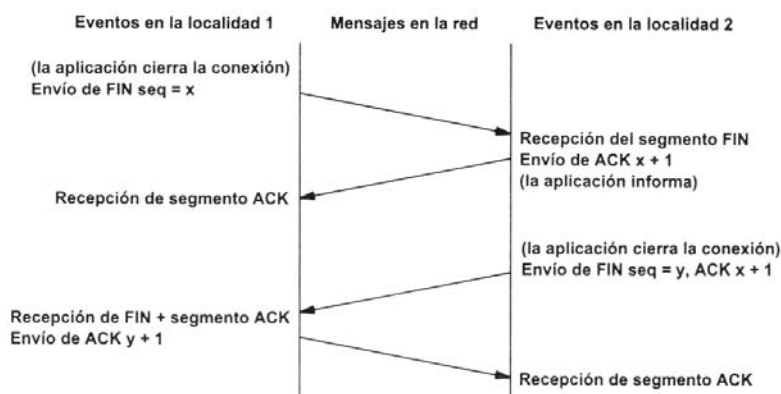 Eventos en la localidad 1
Mensajes en la red
Eventos en la localidad 2
(la aplicación cierra la conexión)
Envío de FIN seq = x
Recepción del segmento FIN
Envío de ACK x + 1
(la aplicación informa)
Recepción de segmento ACK
(la aplicación cierra la conexión)
Envío de FIN seq = y, ACK x + 1
Recepción de FIN + segmento ACK
Envío de ACK y + 1
Recepción de segmento ACK